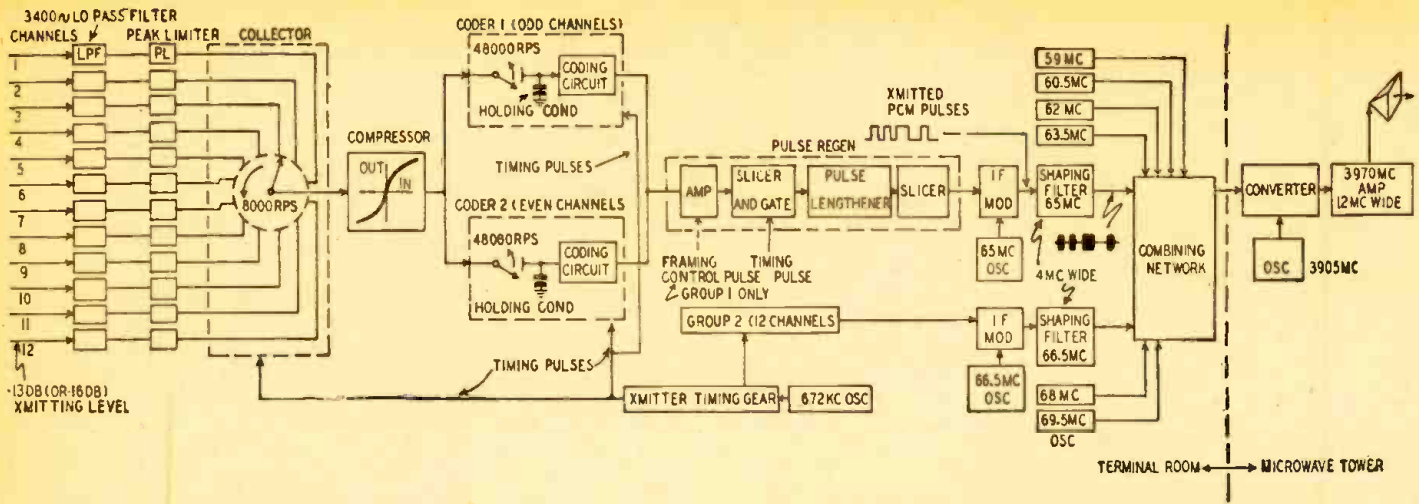 3400~LO PASS FILTER
CHANNELS
PEAK LIMITER
COLLECTOR
LPF
PL
1
2
3
4
5
6
7
8
9
10
11
12
8000RPS
-13DB(OR-16DB)
XMITTING LEVEL
COMPRESSOR
OUT
IN
CODER 1 (ODD CHANNELS)
48000RPS
CODING
CIRCUIT
HOLDING COND
TIMING PULSES
CODER 2 (EVEN CHANNELS
48000RPS
CODING
CIRCUIT
HOLDING COND
TIMING PULSES
XMITTER TIMING GEAR
672KC OSC
XMITTED
PCM PULSES
PULSE REGEN
AMP
SLICER
AND GATE
PULSE
LENGTHENER
SLICER
FRAMING
CONTROL PULSE
GROUP 1 ONLY
TIMING
PULSE
GROUP 2 (12 CHANNELS
I F
MOD
65MC
OSC
SHAPING
FILTER
65MC
4MC WIDE
I F
MOD
66.5MC
OSC
SHAPING
FILTER
66.5MC
59MC
60.5MC
62MC
63.5MC
68MC
69.5MC
OSC
COMBINING
NETWORK
CONVERTER
OSC
3905MC
3970MC
AMP
12MC WIDE
TERMINAL ROOM
MICROWAVE TOWER